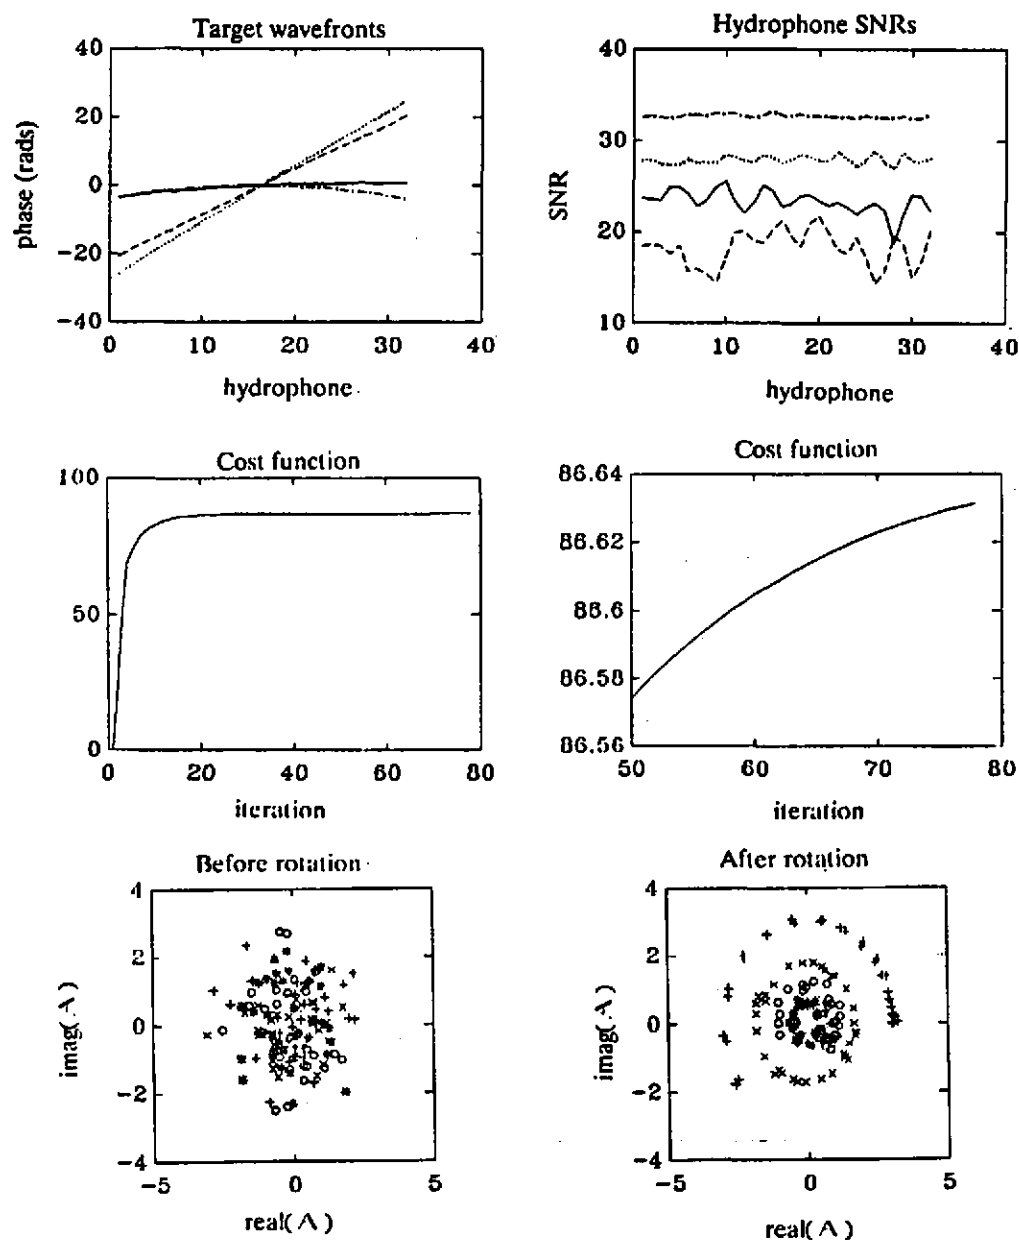 Target wavefronts
40
20
0
−20
−40
phase (rads)
0 10 20 30 40
hydrophone
Hydrophone SNRs
40
30
20
10
SNR
0 10 20 30 40
hydrophone
Cost function
100
50
0
0 20 40 60 80
iteration
Cost function
86.64
86.62
86.6
86.58
86.56
50 60 70 80
iteration
Before rotation
4
2
0
−2
−4
imag(A)
−5 0 5
real(A)
After rotation
4
2
0
−2
−4
imag(A)
−5 0 5
real(A)